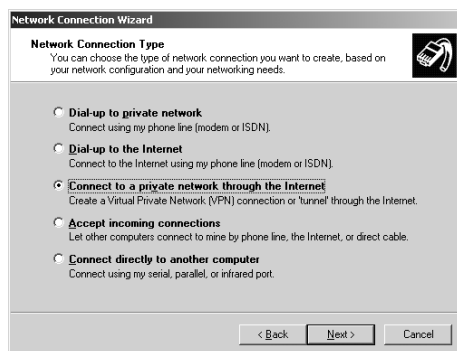 Network Connection Wizard
Network Connection Type
You can choose the type of network connection you want to create, based on
your network configuration and your networking needs.
Dial-up to private network
Connect using my phone line (modem or ISDN).
Dial-up to the Internet
Connect to the Internet using my phone line (modem or ISDN).
Connect to a private network through the Internet
Create a Virtual Private Network (VPN) connection or 'tunnel' through the Internet.
Accept incoming connections
Let other computers connect to mine by phone line, the Internet, or direct cable.
Connect directly to another computer
Connect using my serial, parallel, or infrared port.
< Back Next > Cancel